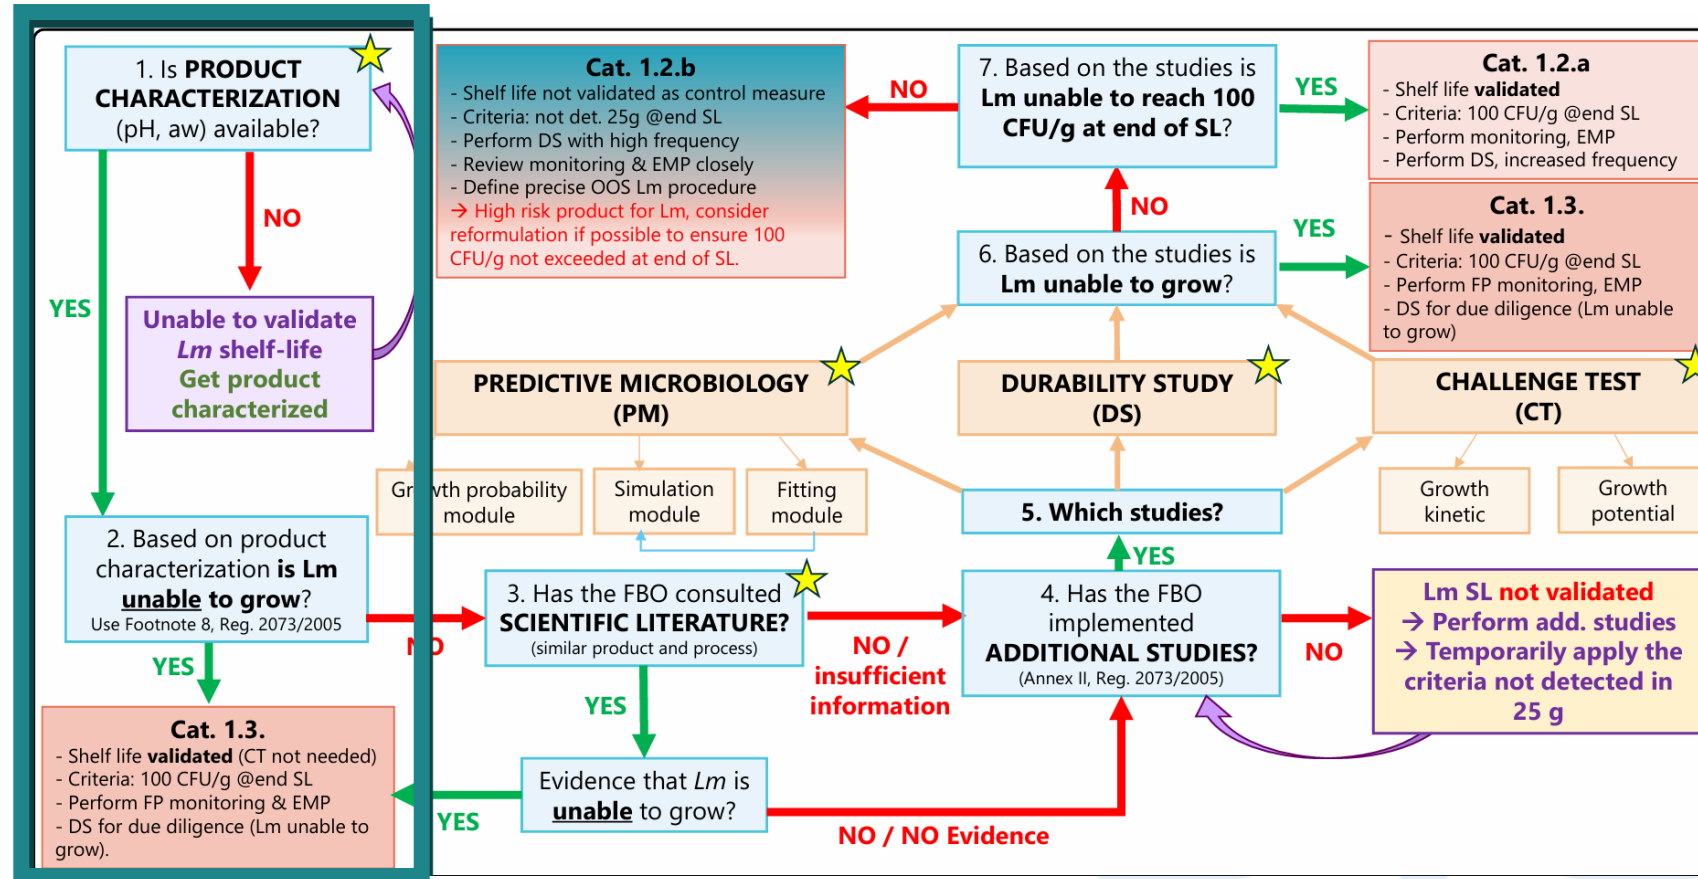 1. Is PRODUCT
CHARACTERIZATION
(pH, aw) available?
NO
YES
Unable to validate
Lm shelf-life
Get product
characterized
2. Based on product
characterization is Lm
unable to grow?
Use Footnote 8, Reg. 2073/2005
NO
YES
Cat. 1.3.
- Shelf life validated (CT not needed)
- Criteria: 100 CFU/g @end SL
- Perform FP monitoring & EMP
- DS for due diligence (Lm unable to
grow).
3. Has the FBO consulted
SCIENTIFIC LITERATURE?
(similar product and process)
YES
NO /
insufficient
information
Evidence that Lm is
unable to grow?
YES
NO / NO Evidence
4. Has the FBO
implemented
ADDITIONAL STUDIES?
(Annex II, Reg. 2073/2005)
NO
YES
Lm SL not validated
→ Perform add. studies
→ Temporarily apply the
criteria not detected in
25 g
5. Which studies?
PREDICTIVE MICROBIOLOGY
(PM)
Growth probability
module
Simulation
module
Fitting
module
DURABILITY STUDY
(DS)
CHALLENGE TEST
(CT)
Growth
kinetic
Growth
potential
6. Based on the studies is
Lm unable to grow?
YES
NO
Cat. 1.3.
- Shelf life validated
- Criteria: 100 CFU/g @end SL
- Perform FP monitoring, EMP
- DS for due diligence (Lm unable
to grow)
7. Based on the studies is
Lm unable to reach 100
CFU/g at end of SL?
YES
NO
Cat. 1.2.a
- Shelf life validated
- Criteria: 100 CFU/g @end SL
- Perform monitoring, EMP
- Perform DS, increased frequency
Cat. 1.2.b
- Shelf life not validated as control measure
- Criteria: not det. 25g @end SL
- Perform DS with high frequency
- Review monitoring & EMP closely
- Define precise OOS Lm procedure
→ High risk product for Lm, consider
reformulation if possible to ensure 100
CFU/g not exceeded at end of SL.